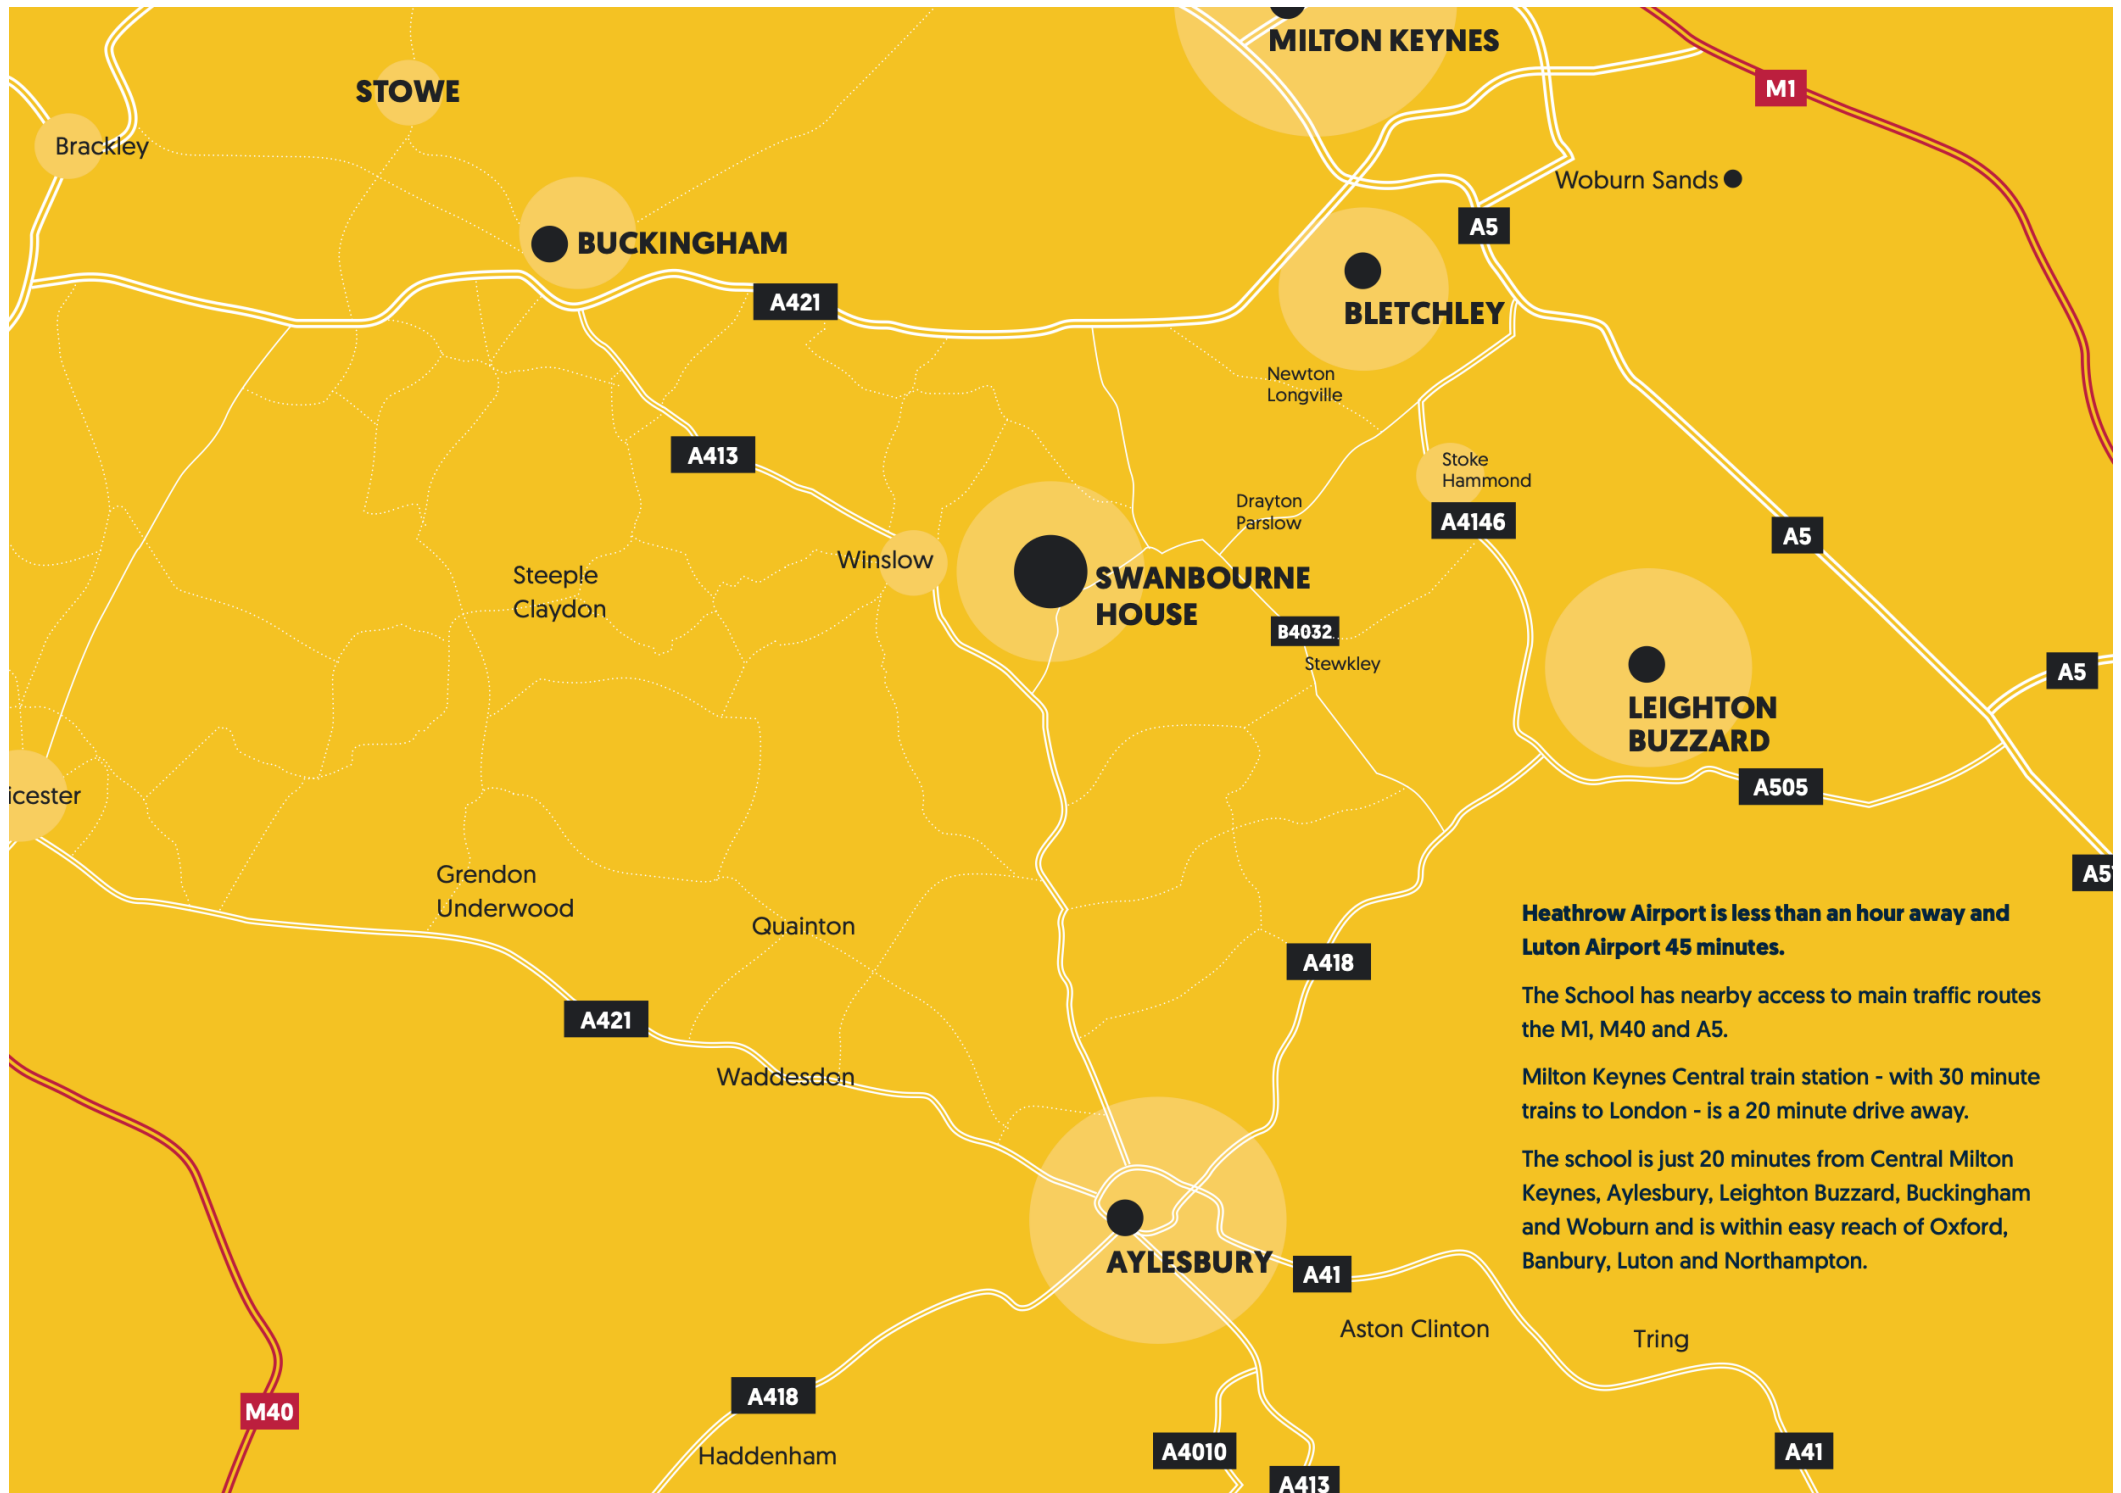 MILTON KEYNES
STOWE
M1
Brackley
Woburn Sands
A5
BUCKINGHAM
A421
BLETCHLEY
Newton
Longville
A413
Stoke
Hammond
Drayton
Parslow
A4146
A5
Winslow
Steeple
Claydon
SWANBOURNE
HOUSE
B4032
Stewkley
A5
LEIGHTON
BUZZARD
A505
icester
A5
Grendon
Underwood
Quainton
A418
A421
Waddesdon
Heathrow Airport is less than an hour away and
Luton Airport 45 minutes.
The School has nearby access to main traffic routes
the M1, M40 and A5.
Milton Keynes Central train station - with 30 minute
trains to London - is a 20 minute drive away.
The school is just 20 minutes from Central Milton
Keynes, Aylesbury, Leighton Buzzard, Buckingham
and Woburn and is within easy reach of Oxford,
Banbury, Luton and Northampton.
AYLESBURY
A41
Aston Clinton
Tring
A418
M40
Haddenham
A4010
A413
A41